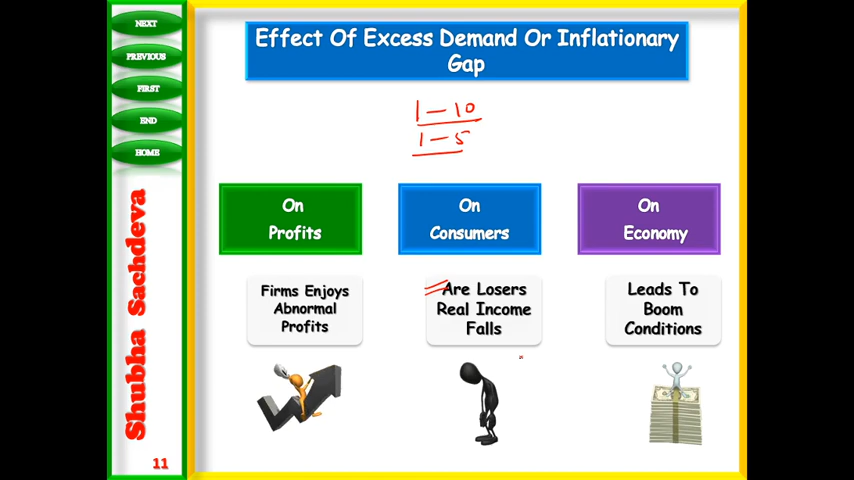 NEXT
PREVIOUS
FIRST
END
HOME
Shubha Sachdeva
11
Effect Of Excess Demand Or Inflationary
Gap
1 — 10
1 — 5
On
Profits
On
Consumers
On
Economy
Firms Enjoys
Abnormal
Profits
Are Losers
Real Income
Falls
Leads To
Boom
Conditions